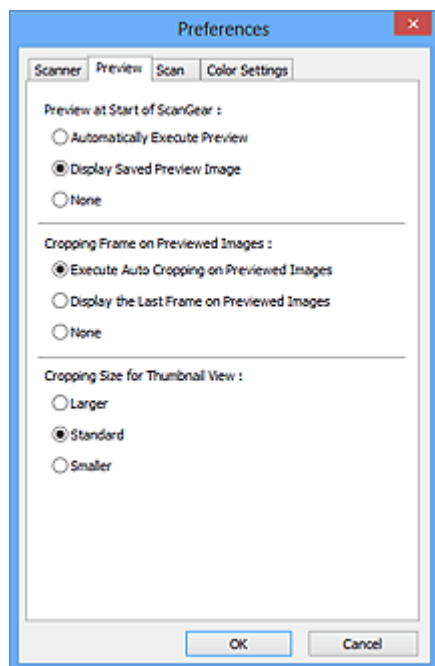 Preferences
Scanner Preview Scan Color Settings
Preview at Start of ScanGear :
Automatically Execute Preview
Display Saved Preview Image
None
Cropping Frame on Previewed Images :
Execute Auto Cropping on Previewed Images
Display the Last Frame on Previewed Images
None
Cropping Size for Thumbnail View :
Larger
Standard
Smaller
OK Cancel